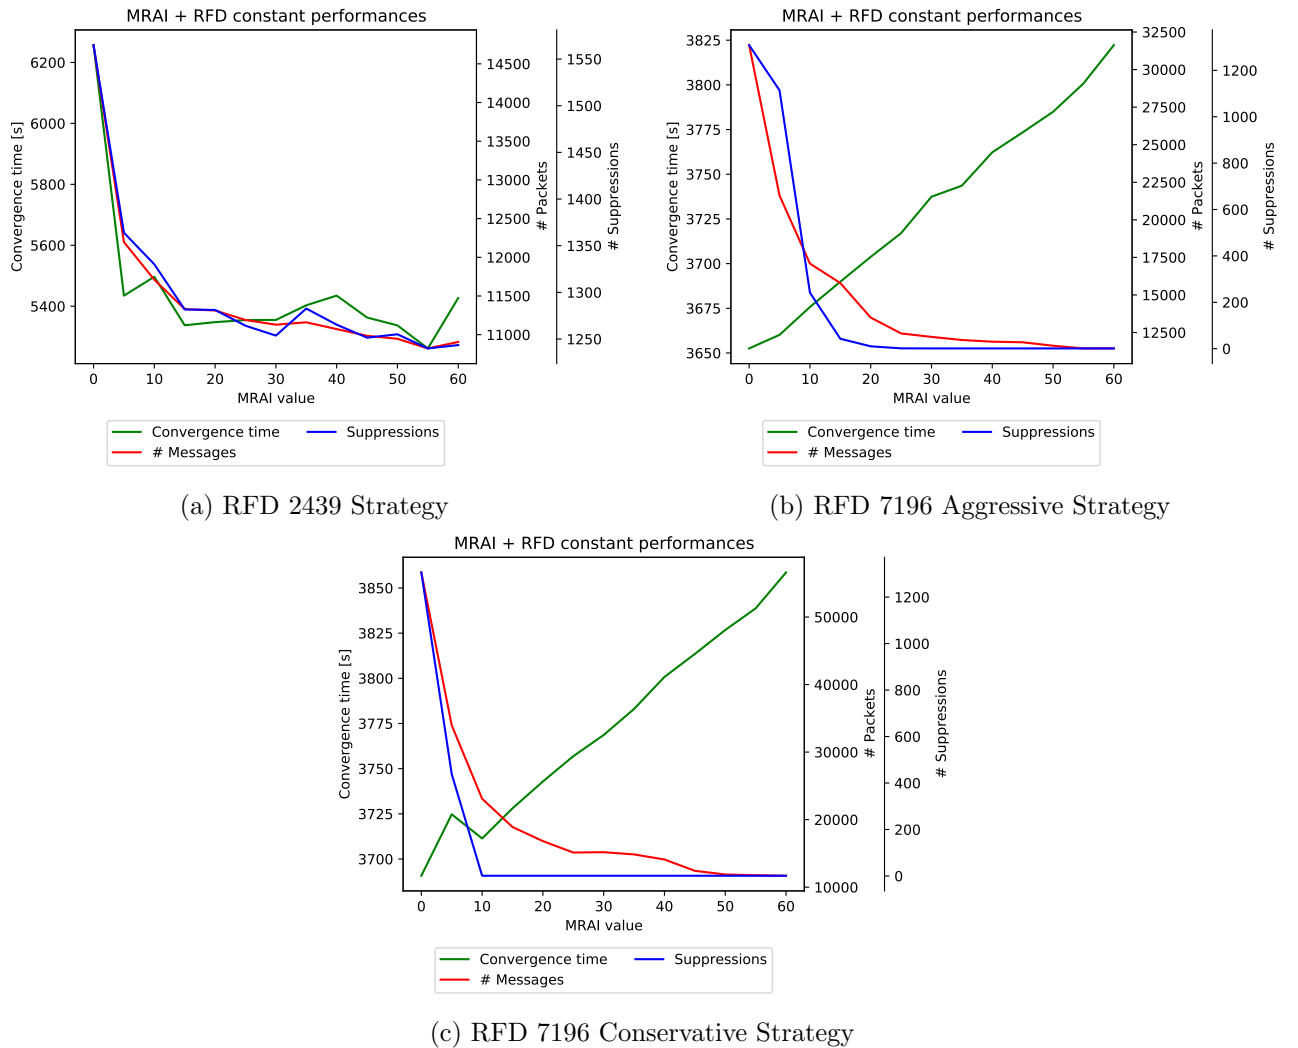 MRAI + RFD constant performances
Convergence time [s]
6200
6000
5800
5600
5400
14500
14000
13500
13000
12500
12000
11500
11000
# Packets
1550
1500
1450
1400
1350
1300
1250
# Suppressions
0 10 20 30 40 50 60
MRAI value
Convergence time
# Messages
Suppressions
(a) RFD 2439 Strategy
MRAI + RFD constant performances
Convergence time [s]
3825
3800
3775
3750
3725
3700
3675
3650
32500
30000
27500
25000
22500
20000
17500
15000
12500
# Packets
1200
1000
800
600
400
200
0
# Suppressions
0 10 20 30 40 50 60
MRAI value
Convergence time
# Messages
Suppressions
(b) RFD 7196 Aggressive Strategy
MRAI + RFD constant performances
Convergence time [s]
3850
3825
3800
3775
3750
3725
3700
50000
40000
30000
20000
10000
# Packets
1200
1000
800
600
400
200
0
# Suppressions
0 10 20 30 40 50 60
MRAI value
Convergence time
# Messages
Suppressions
(c) RFD 7196 Conservative Strategy